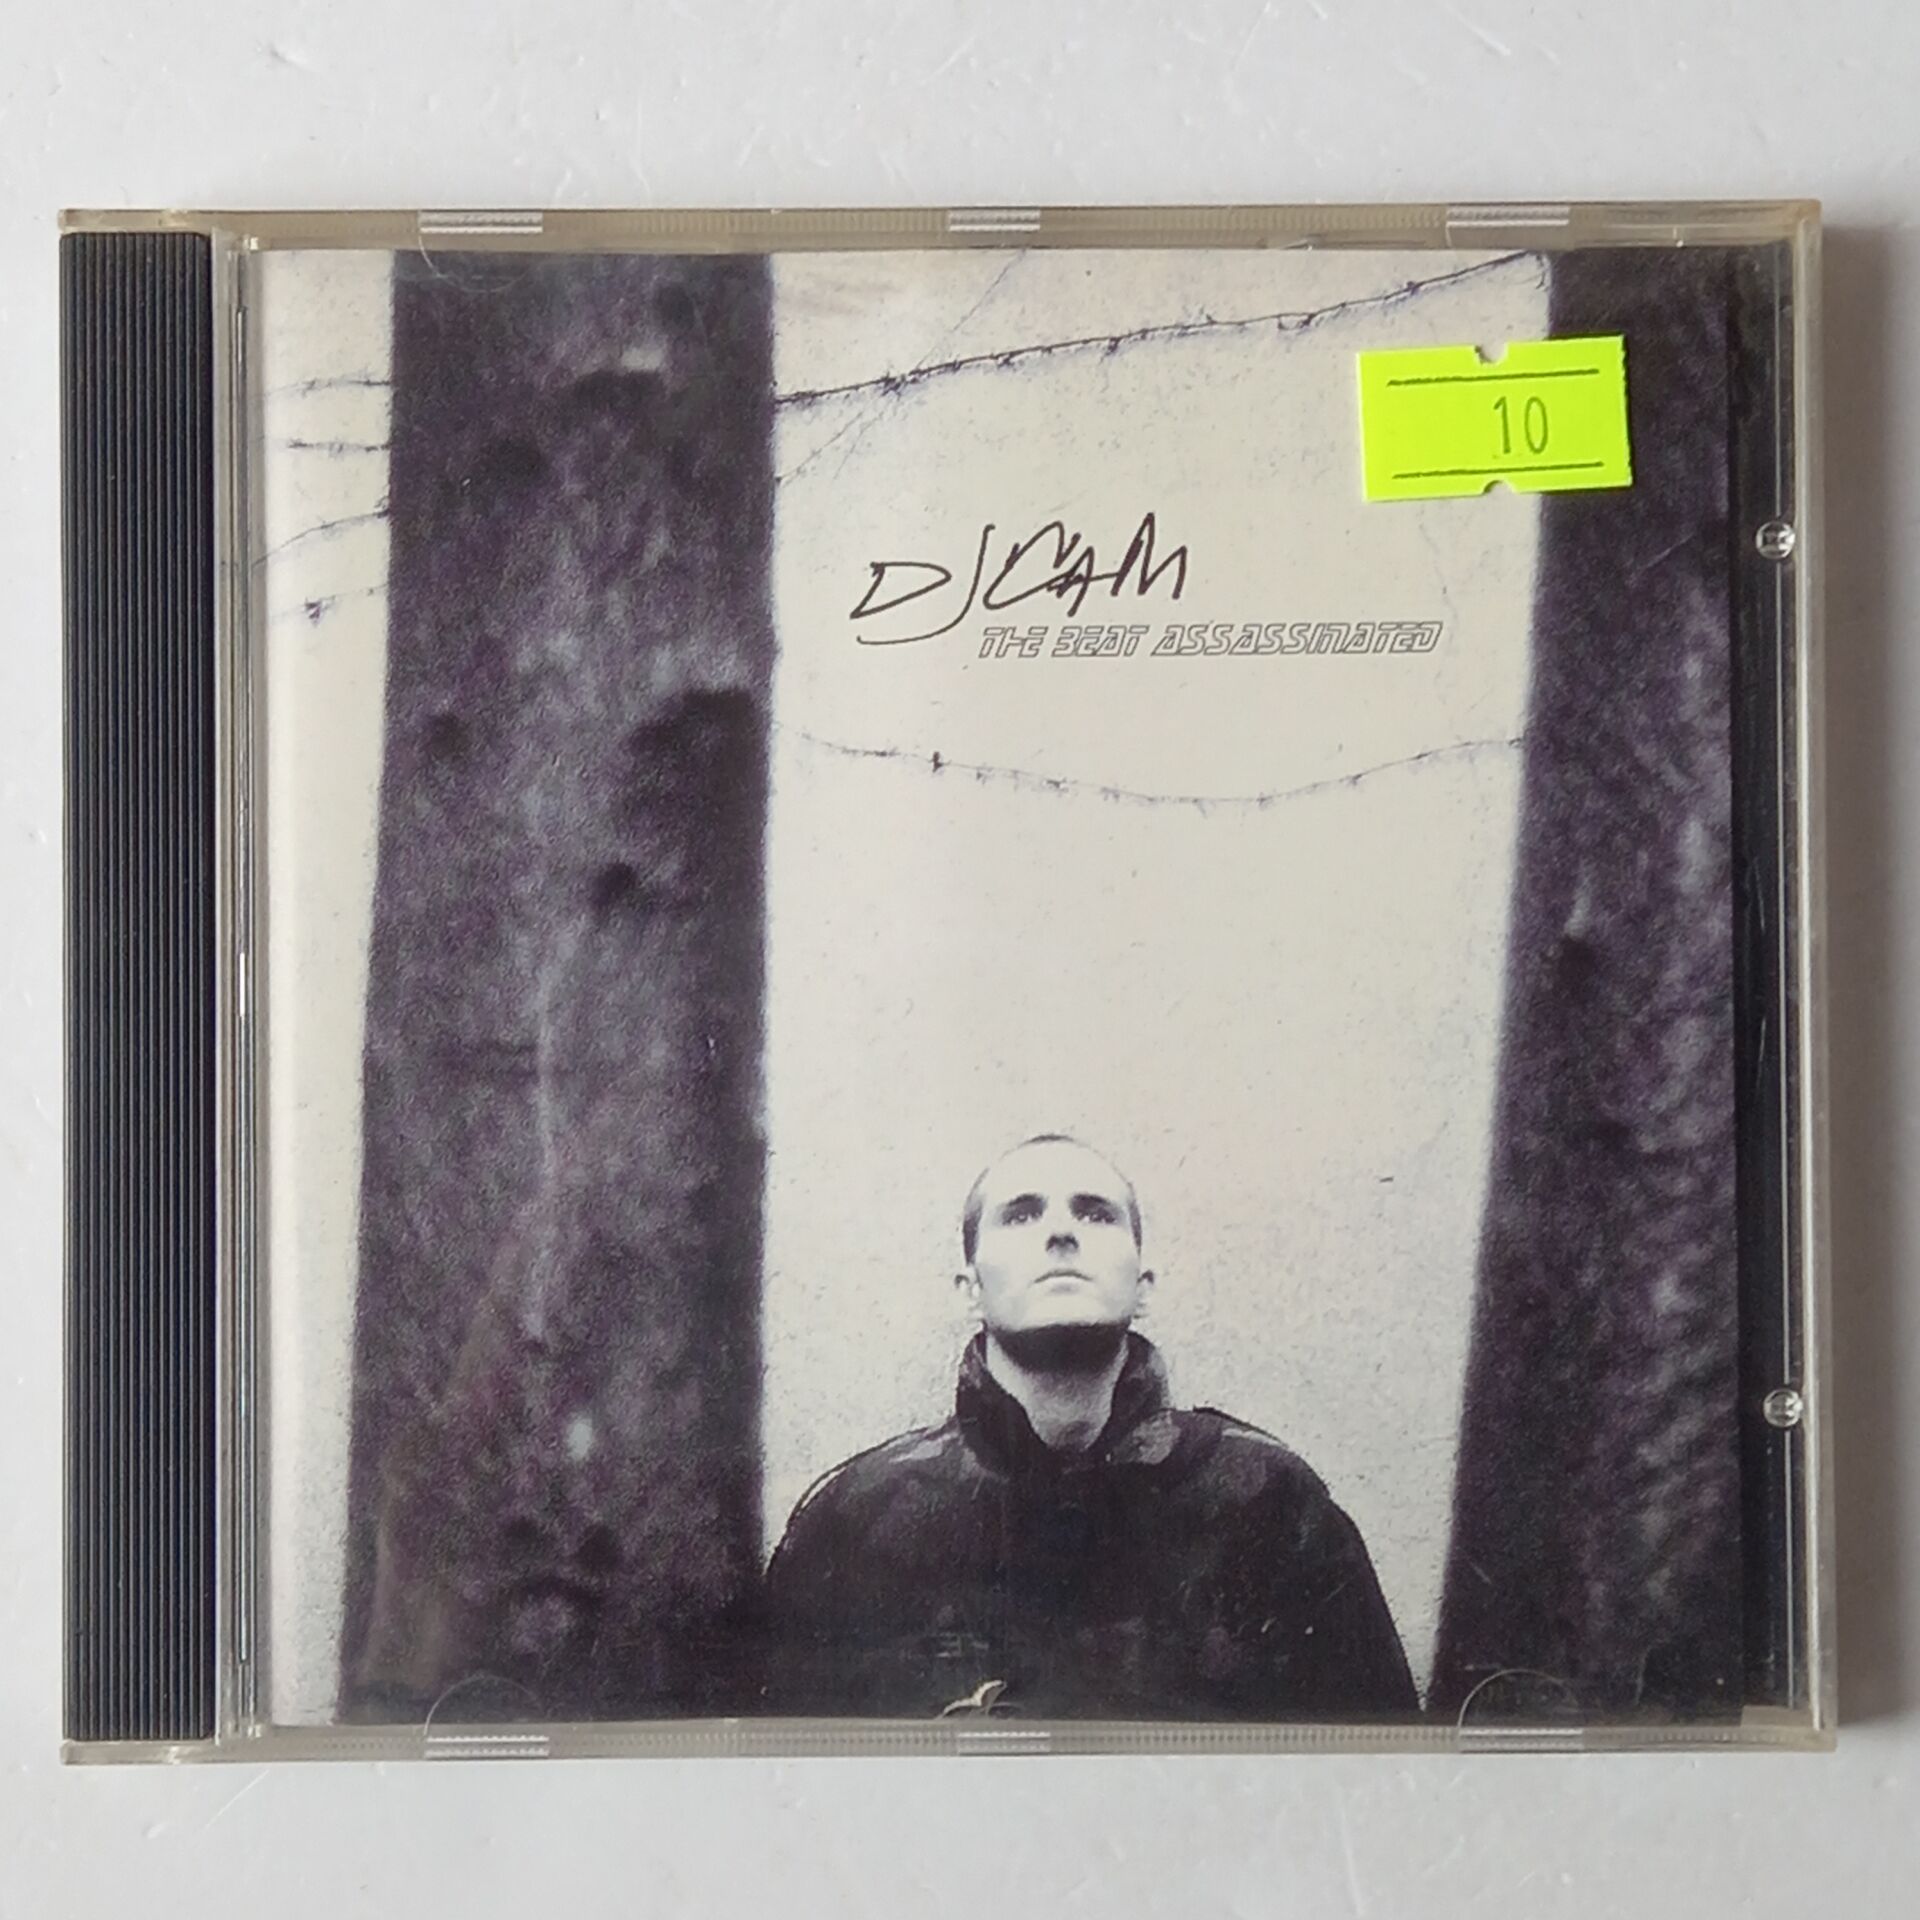 10
DJ CAM
THE BEAT ASSASSINATED